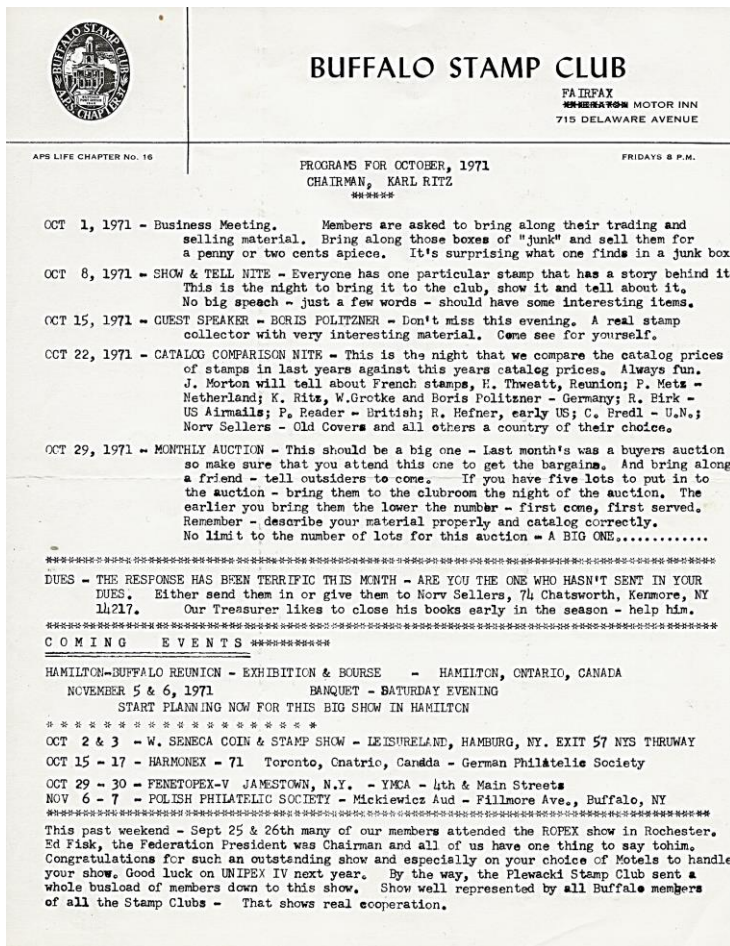 BUFFALO STAMP CLUB
A.P.S. CHAPTER 37
BUFFALO STAMP CLUB
FAIRFAX
SHERATON MOTOR INN
715 DELAWARE AVENUE
APS LIFE CHAPTER No. 16
FRIDAYS 8 P.M.
PROGRAMS FOR OCTOBER, 1971
CHAIRMAN, KARL RITZ
******
OCT 1, 1971 - Business Meeting. Members are asked to bring along their trading and
selling material. Bring along those boxes of "junk" and sell them for
a penny or two cents apiece. It's surprising what one finds in a junk box
OCT 8, 1971 - SHOW & TELL NITE - Everyone has one particular stamp that has a story behind it
This is the night to bring it to the club, show it and tell about it.
No big speach - just a few words - should have some interesting items.
OCT 15, 1971 - GUEST SPEAKER - BORIS POLITZNER - Don't miss this evening. A real stamp
collector with very interesting material. Come see for yourself.
OCT 22, 1971 - CATALOG COMPARISON NITE - This is the night that we compare the catalog prices
of stamps in last years against this years catalog prices. Always fun.
J. Morton will tell about French stamps, H. Thweatt, Reunion; P. Metz -
Netherland; K. Ritz, W.Grotke and Boris Politzner - Germany; R. Birk -
US Airmails; P. Reader - British; R. Hefner, early US; C. Bredl - U.N.;
Norv Sellers - Old Covers and all others a country of their choice.
OCT 29, 1971 - MONTHLY AUCTION - This should be a big one - Last month's was a buyers auction
so make sure that you attend this one to get the bargains. And bring along
a friend - tell outsiders to come. If you have five lots to put in to
the auction - bring them to the clubroom the night of the auction. The
earlier you bring them the lower the number - first come, first served.
Remember - describe your material properly and catalog correctly.
No limit to the number of lots for this auction - A BIG ONE.............
********************************************************************************
DUES - THE RESPONSE HAS BEEN TERRIFIC THIS MONTH - ARE YOU THE ONE WHO HASN'T SENT IN YOUR
DUES. Either send them in or give them to Norv Sellers, 74 Chatsworth, Kenmore, NY
14217. Our Treasurer likes to close his books early in the season - help him.
********************************************************************************
C O M I N G E V E N T S **********
HAMILTON-BUFFALO REUNION - EXHIBITION & BOURSE - HAMILTON, ONTARIO, CANADA
NOVEMBER 5 & 6, 1971 BANQUET - SATURDAY EVENING
START PLANNING NOW FOR THIS BIG SHOW IN HAMILTON
* * * * * * * * * * * * * * * * * * *
OCT 2 & 3 - W. SENECA COIN & STAMP SHOW - LEISURELAND, HAMBURG, NY. EXIT 57 NYS THRUWAY
OCT 15 - 17 - HARMONEX - 71 Toronto, Onatric, Canada - German Philatelic Society
OCT 29 - 30 - FENETOPEX-V JAMESTOWN, N.Y. - YMCA - 4th & Main Streets
NOV 6 - 7 - POLISH PHILATELIC SOCIETY - Mickiewicz Aud - Fillmore Ave., Buffalo, NY
********************************************************************************
This past weekend - Sept 25 & 26th many of our members attended the ROPEX show in Rochester.
Ed Fisk, the Federation President was Chairman and all of us have one thing to say tohim.
Congratulations for such an outstanding show and especially on your choice of Motels to handle
your show. Good luck on UNIPEX IV next year. By the way, the Plewacki Stamp Club sent a
whole busload of members down to this show. Show well represented by all Buffalo members
of all the Stamp Clubs - That shows real cooperation.